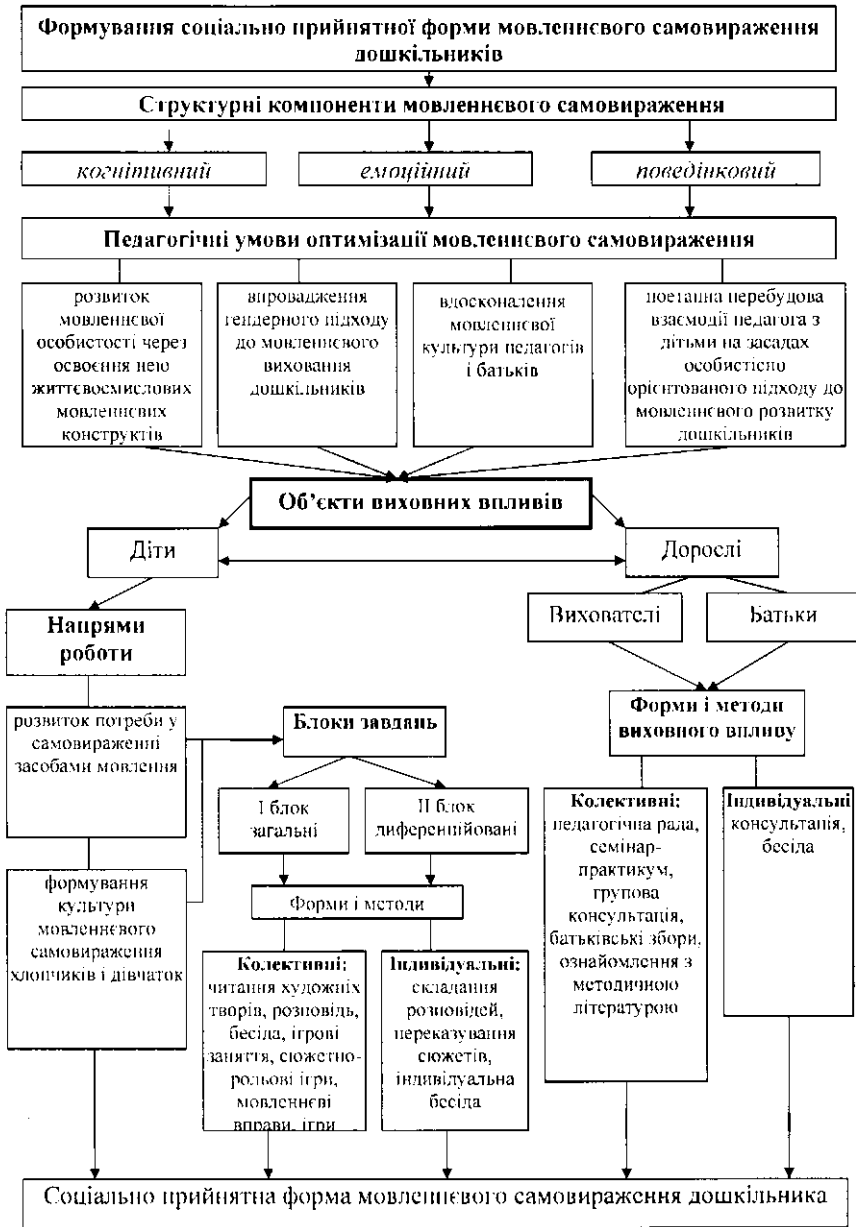 Формування соціально прийнятної форми мовленнєвого самовираження
дошкільників
Структурні компоненти мовленнєвого самовираження
когнітивний
емоційний
поведінковий
Педагогічні умови оптимізації мовленнєвого самовираження
розвиток
мовленнєвої
особистості через
освоєння нею
життєвосмислових
мовленнєвих
конструктів
впровадження
гендерного підходу
до мовленнєвого
виховання
дошкільників
вдосконалення
мовленнєвої
культури педагогів
і батьків
поетапна перебудова
взаємодії педагога з
дітьми на засадах
особистісно
орієнтованого підходу до
мовленнєвого розвитку
дошкільників
Об’єкти виховних впливів
Діти
Дорослі
Напрями
роботи
Вихователі
Батьки
розвиток потреби у
самовираженні
засобами мовлення
Блоки завдань
Форми і методи
виховного впливу
І блок
загальні
ІІ блок
диференційовані
формування
культури
мовленнєвого
самовираження
хлопчиків і дівчаток
Форми і методи
Колективні:
читання художніх
творів, розповідь,
бесіда, ігрові
заняття, сюжетно-
рольові ігри,
мовленнєві
вправи, ігри
Індивідуальні:
складання
розповідей,
переказування
сюжетів,
індивідуальна
бесіда
Колективні:
педагогічна рада,
семінар-
практикум,
групова
консультація,
батьківські збори,
ознайомлення з
методичною
літературою
Індивідуальні
консультація,
бесіда
Соціально прийнятна форма мовленнєвого самовираження дошкільника